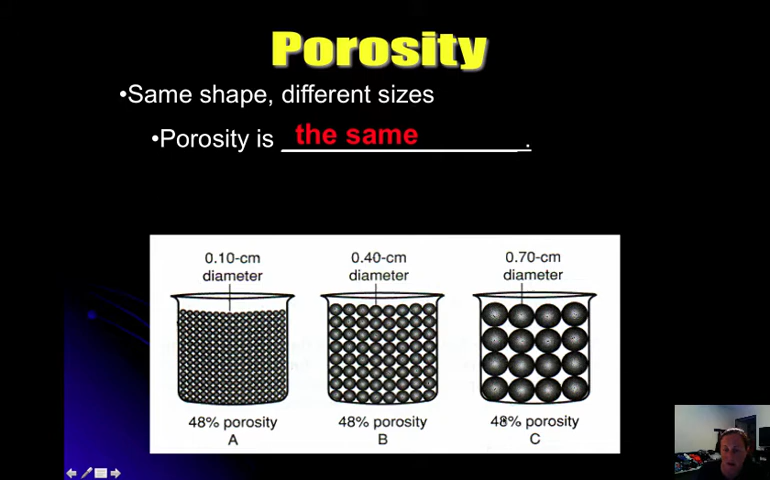 Porosity
•Same shape, different sizes
•Porosity is the same .
0.10-cm diameter
0.40-cm diameter
0.70-cm diameter
48% porosity
48% porosity
48% porosity
A
B
C